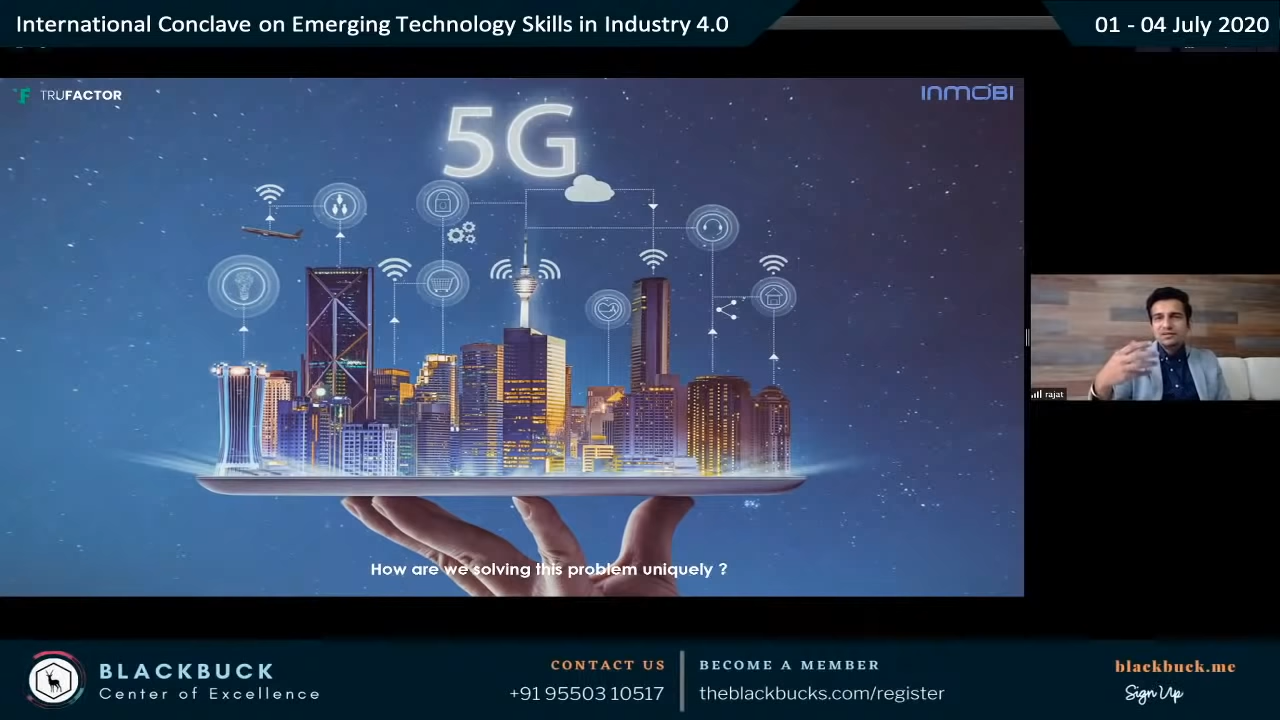 International Conclave on Emerging Technology Skills in Industry 4.0
01 - 04 July 2020
TRUFACTOR
INMOBI
5G
rajat
How are we solving this problem uniquely ?
BLACKBUCK
Center of Excellence
CONTACT US
+91 95503 10517
BECOME A MEMBER
theblackbucks.com/register
blackbuck.me
Sign Up